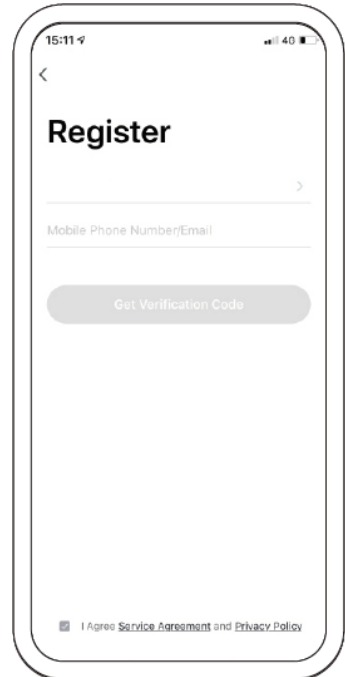 15:11
4G
Register
Mobile Phone Number/Email
Get Verification Code
I Agree Service Agreement and Privacy Policy